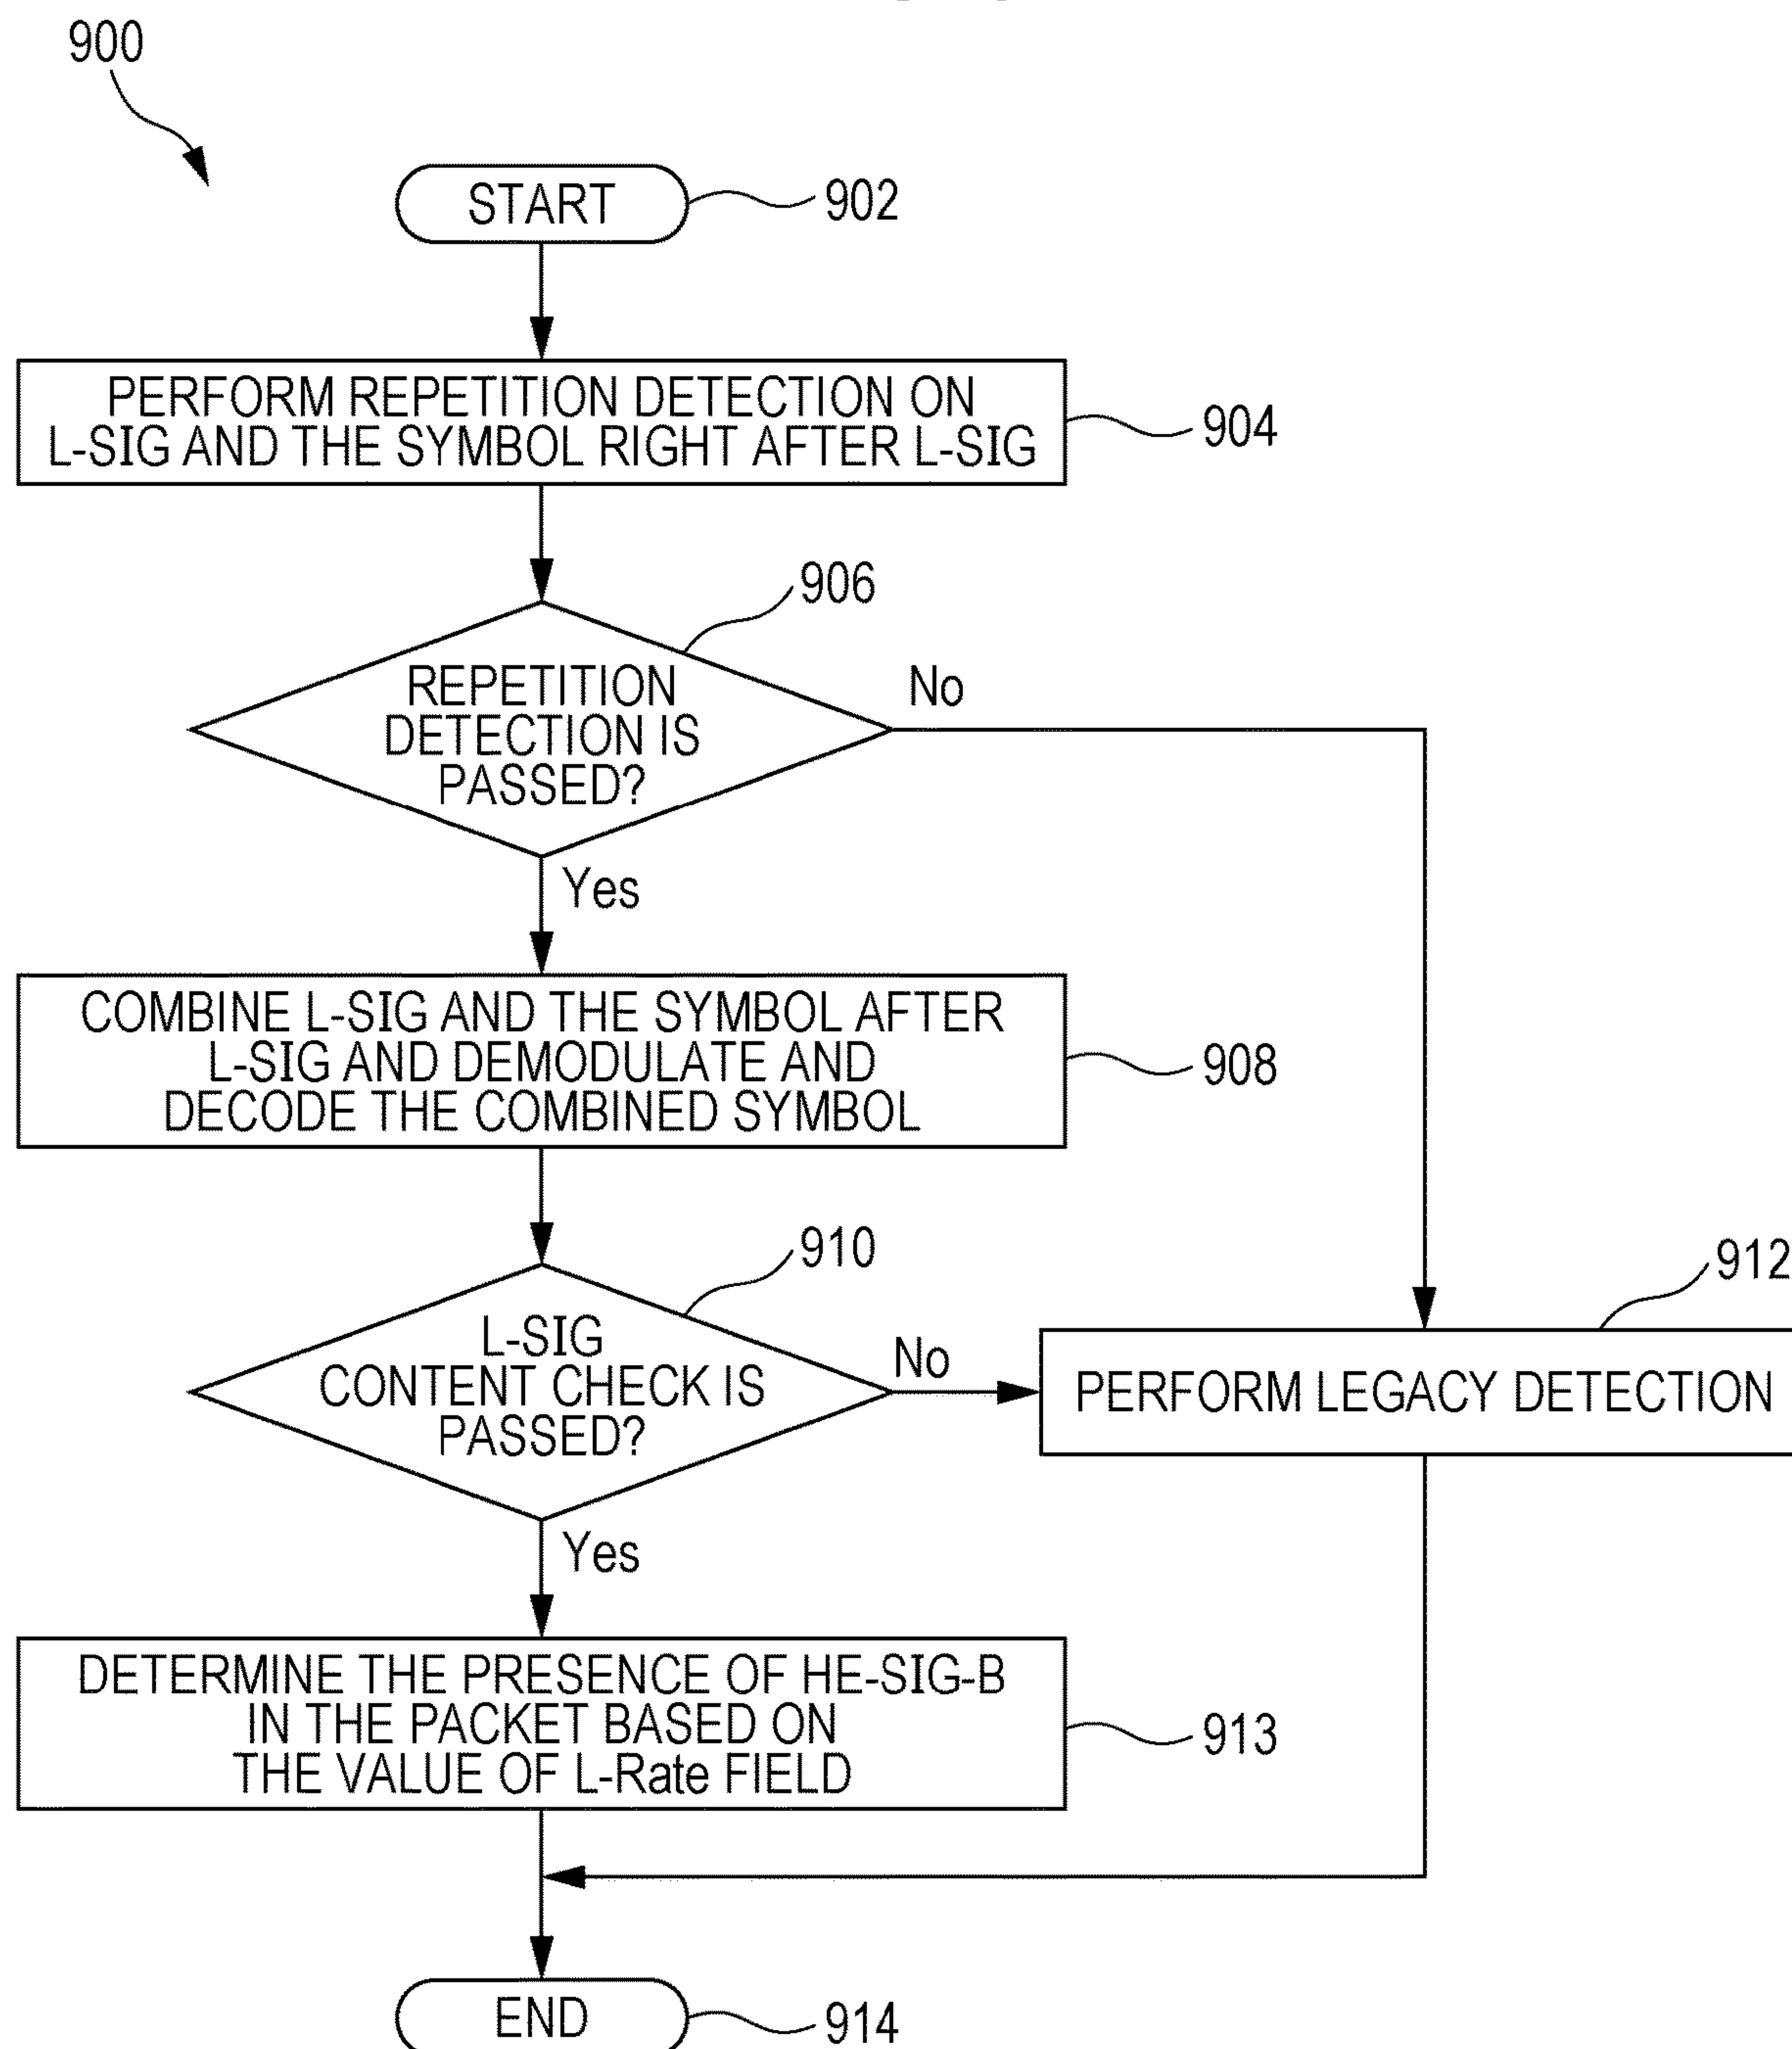 900
START
902
PERFORM REPETITION DETECTION ON
L-SIG AND THE SYMBOL RIGHT AFTER L-SIG
904
906
REPETITION
DETECTION IS
PASSED?
No
Yes
COMBINE L-SIG AND THE SYMBOL AFTER
L-SIG AND DEMODULATE AND
DECODE THE COMBINED SYMBOL
908
910
L-SIG
CONTENT CHECK IS
PASSED?
No
912
PERFORM LEGACY DETECTION
Yes
DETERMINE THE PRESENCE OF HE-SIG-B
IN THE PACKET BASED ON
THE VALUE OF L-Rate FIELD
913
END
914